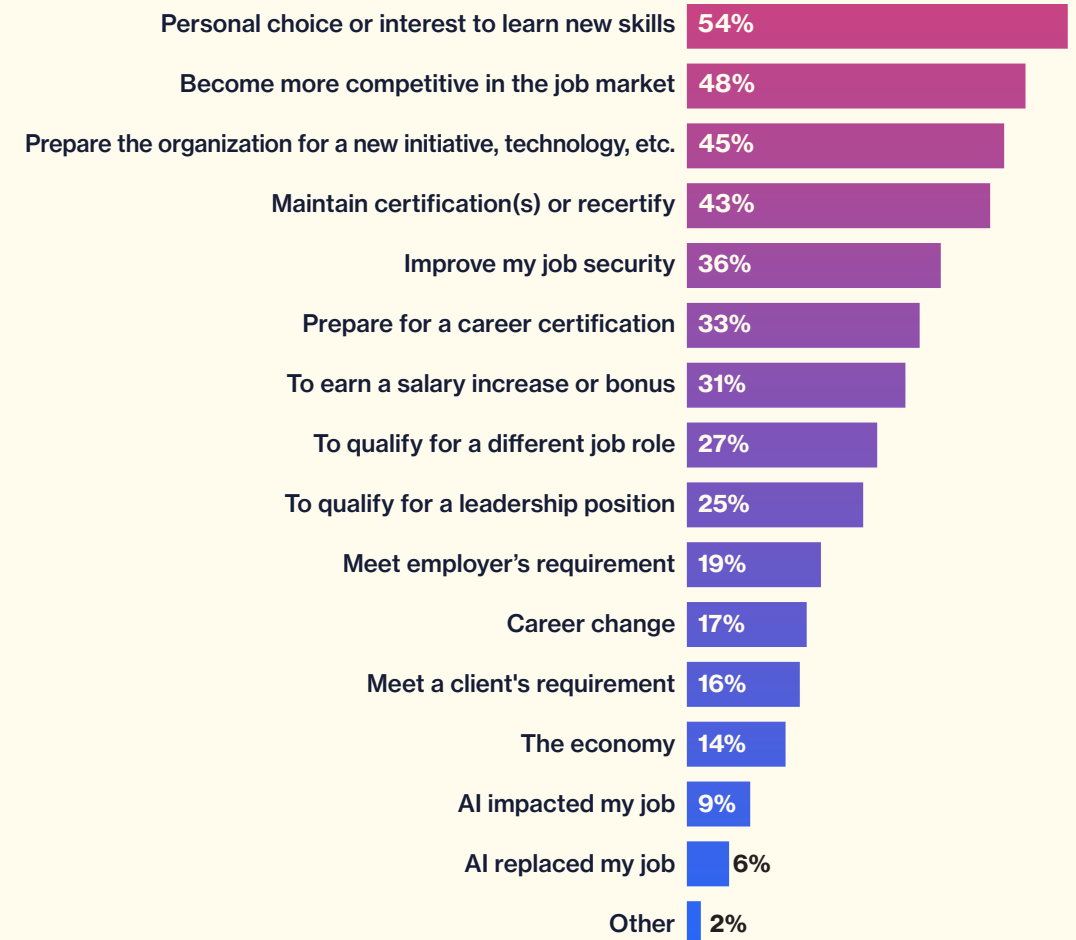 Personal choice or interest to learn new skills 54%
Become more competitive in the job market 48%
Prepare the organization for a new initiative, technology, etc. 45%
Maintain certification(s) or recertify 43%
Improve my job security 36%
Prepare for a career certification 33%
To earn a salary increase or bonus 31%
To qualify for a different job role 27%
To qualify for a leadership position 25%
Meet employer’s requirement 19%
Career change 17%
Meet a client's requirement 16%
The economy 14%
AI impacted my job 9%
AI replaced my job 6%
Other 2%